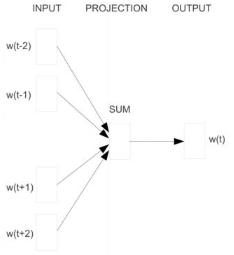 INPUT PROJECTION OUTPUT
w(t-2)
w(t-1)
SUM
w(t)
w(t+1)
w(t+2)